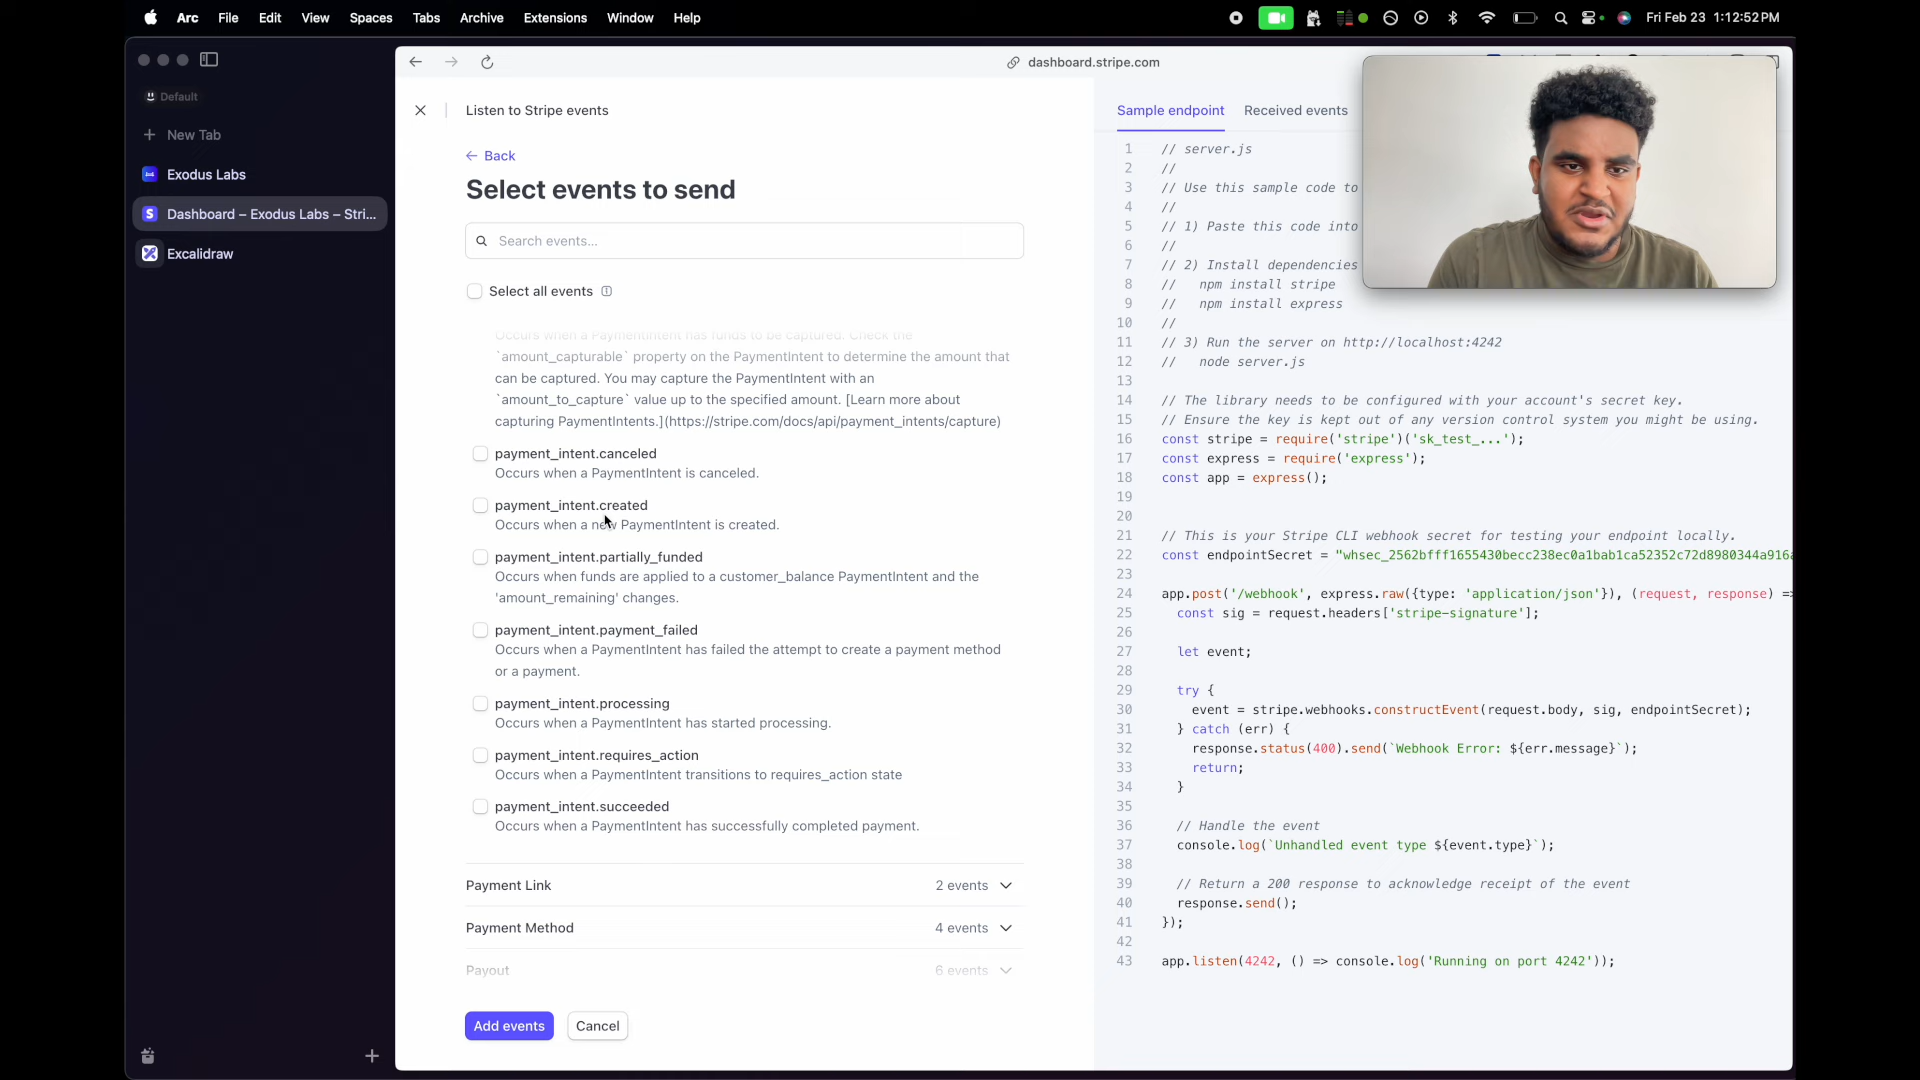 Arc File Edit View Spaces Tabs Archive Extensions Window Help
Fri Feb 23 1:12:52 PM
Default
New Tab
Exodus Labs
Dashboard – Exodus Labs – Stri...
Excalidraw
dashboard.stripe.com
Listen to Stripe events
Back
Select events to send
Search events...
Select all events
Occurs when a PaymentIntent has funds to be captured. Check the
`amount_capturable` property on the PaymentIntent to determine the amount that
can be captured. You may capture the PaymentIntent with an
`amount_to_capture` value up to the specified amount. [Learn more about
capturing PaymentIntents.](https://stripe.com/docs/api/payment_intents/capture)
payment_intent.canceled
Occurs when a PaymentIntent is canceled.
payment_intent.created
Occurs when a new PaymentIntent is created.
payment_intent.partially_funded
Occurs when funds are applied to a customer_balance PaymentIntent and the
'amount_remaining' changes.
payment_intent.payment_failed
Occurs when a PaymentIntent has failed the attempt to create a payment method
or a payment.
payment_intent.processing
Occurs when a PaymentIntent has started processing.
payment_intent.requires_action
Occurs when a PaymentIntent transitions to requires_action state
payment_intent.succeeded
Occurs when a PaymentIntent has successfully completed payment.
Payment Link 2 events
Payment Method 4 events
Payout 6 events
Add events Cancel
Sample endpoint Received events
1 // server.js
2 //
3 // Use this sample code to
4 //
5 // 1) Paste this code into
6 //
7 // 2) Install dependencies
8 // npm install stripe
9 // npm install express
10 //
11 // 3) Run the server on http://localhost:4242
12 // node server.js
13
14 // The library needs to be configured with your account's secret key.
15 // Ensure the key is kept out of any version control system you might be using.
16 const stripe = require('stripe')('sk_test_...');
17 const express = require('express');
18 const app = express();
19
20
21 // This is your Stripe CLI webhook secret for testing your endpoint locally.
22 const endpointSecret = "whsec_2562bfff1655430becc238ec0a1bab1ca52352c72d8980344a916a
23
24 app.post('/webhook', express.raw({type: 'application/json'}), (request, response) =>
25 const sig = request.headers['stripe-signature'];
26
27 let event;
28
29 try {
30 event = stripe.webhooks.constructEvent(request.body, sig, endpointSecret);
31 } catch (err) {
32 response.status(400).send(`Webhook Error: ${err.message}`);
33 return;
34 }
35
36 // Handle the event
37 console.log(`Unhandled event type ${event.type}`);
38
39 // Return a 200 response to acknowledge receipt of the event
40 response.send();
41 });
42
43 app.listen(4242, () => console.log('Running on port 4242'));